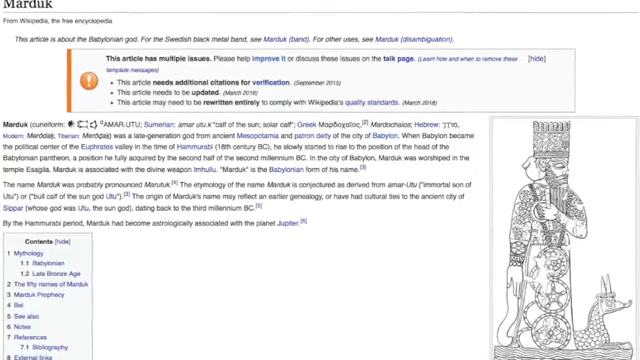 Marduk
From Wikipedia, the free encyclopedia
This article is about the Babylonian god. For the Swedish black metal band, see Marduk (band). For other uses, see Marduk (disambiguation).
This article has multiple issues. Please help improve it or discuss these issues on the talk page. (Learn how and when to remove these [hide]
template messages)
• This article needs additional citations for verification. (September 2015)
• This article needs to be updated. (March 2018)
• This article may need to be rewritten entirely to comply with Wikipedia's quality standards. (March 2018)
Marduk (cuneiform: ᵈAMAR.UTU; Sumerian: amar utu.k "calf of the sun; solar calf"; Greek Μαρδοχαῖος,[2] Mardochaios; Hebrew:
Modern: Tiberian: was a late-generation god from ancient Mesopotamia and patron deity of the city of Babylon. When Babylon became
the political center of the Euphrates valley in the time of Hammurabi (18th century BC), he slowly started to rise to the position of the head of the
Babylonian pantheon, a position he fully acquired by the second half of the second millennium BC. In the city of Babylon, Marduk was worshiped in the
temple Esagila. Marduk is associated with the divine weapon Imhullu. "Marduk" is the Babylonian form of his name.[3]
The name Marduk was probably pronounced Marutuk.[4] The etymology of the name Marduk is conjectured as derived from amar-Utu ("immortal son of
Utu") or ("bull calf of the sun god Utu").[3] The origin of Marduk's name may reflect an earlier genealogy, or have had cultural ties to the ancient city of
Sippar (whose god was Utu, the sun god), dating back to the third millennium BC.[5]
By the Hammurabi period, Marduk had become astrologically associated with the planet Jupiter.[6]
Contents [hide]
1 Mythology
1.1 Babylonian
1.2 Late Bronze Age
2 The fifty names of Marduk
3 Marduk Prophecy
4 Bel
5 See also
6 Notes
7 References
7.1 Bibliography
8 External links